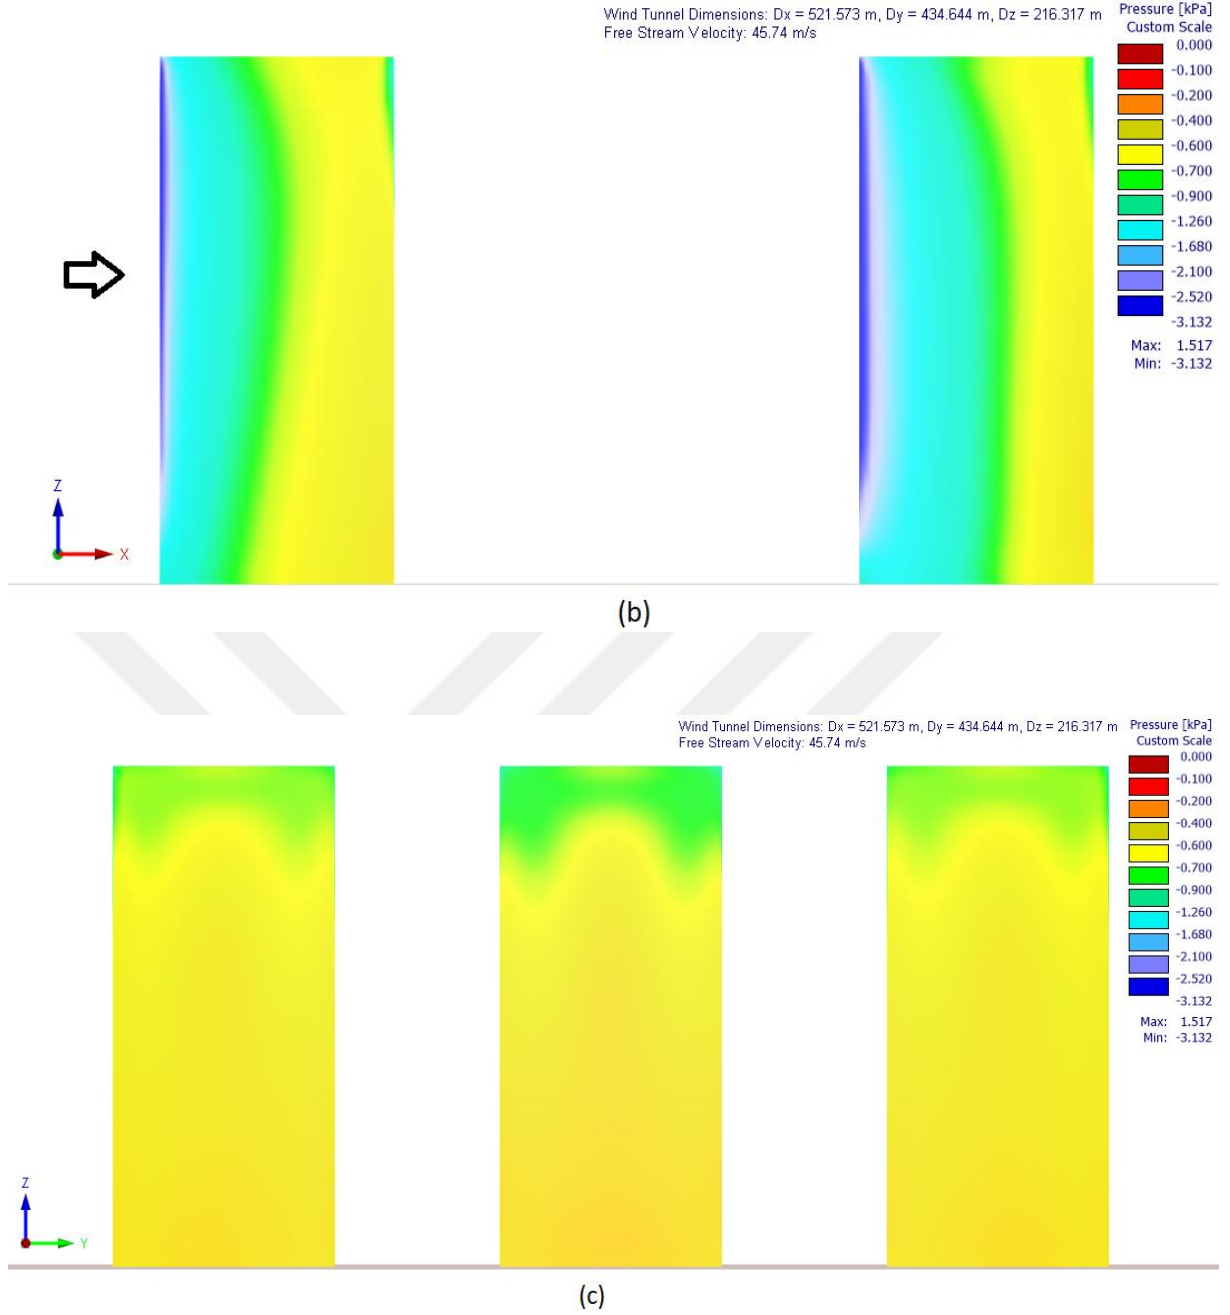 Wind Tunnel Dimensions: Dx = 521.573 m, Dy = 434.644 m, Dz = 216.317 m
Free Stream Velocity: 45.74 m/s
Pressure [kPa]
Custom Scale
0.000
-0.100
-0.200
-0.400
-0.600
-0.700
-0.900
-1.260
-1.680
-2.100
-2.520
-3.132
Max: 1.517
Min: -3.132
Z
X
(b)
Wind Tunnel Dimensions: Dx = 521.573 m, Dy = 434.644 m, Dz = 216.317 m
Free Stream Velocity: 45.74 m/s
Pressure [kPa]
Custom Scale
0.000
-0.100
-0.200
-0.400
-0.600
-0.700
-0.900
-1.260
-1.680
-2.100
-2.520
-3.132
Max: 1.517
Min: -3.132
Z
Y
(c)